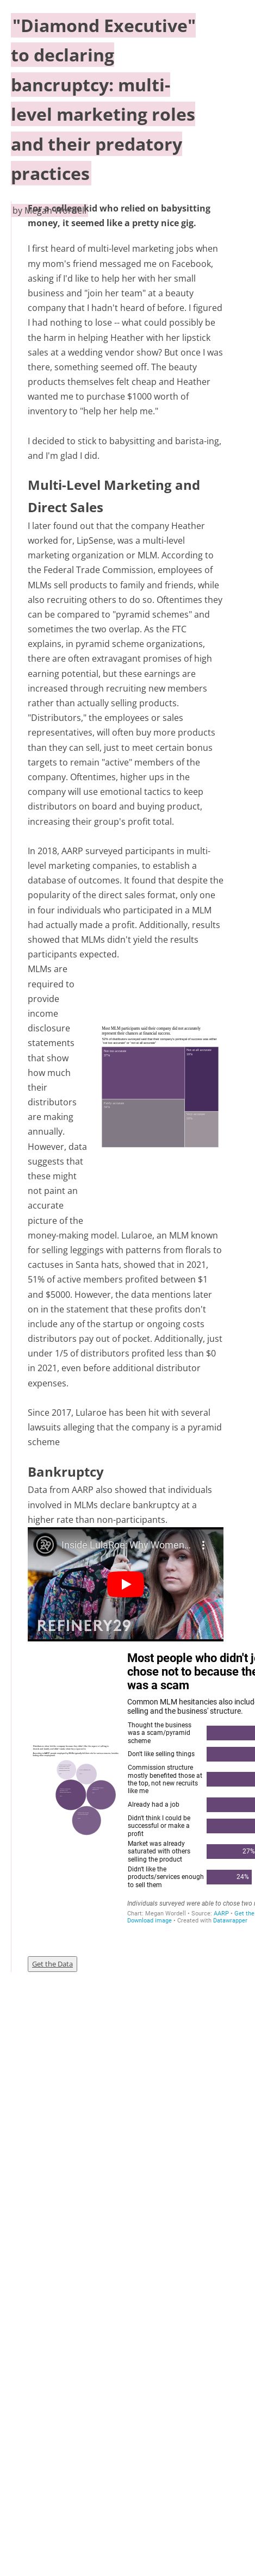 "Diamond Executive"
to declaring
bancruptcy: multi-
level marketing roles
and their predatory
practices
by Megan Wordell
For a college kid who relied on babysitting
money, it seemed like a pretty nice gig.
I first heard of multi-level marketing jobs when
my mom's friend messaged me on Facebook,
asking if I'd like to help her with her small
business and "join her team" at a beauty
company that I hadn't heard of before. I figured
I had nothing to lose -- what could possibly be
the harm in helping Heather with her lipstick
sales at a wedding vendor show? But once I was
there, something seemed off. The beauty
products themselves felt cheap and Heather
wanted me to purchase $1000 worth of
inventory to "help her help me."
I decided to stick to babysitting and barista-ing,
and I'm glad I did.
Multi-Level Marketing and
Direct Sales
I later found out that the company Heather
worked for, LipSense, was a multi-level
marketing organization or MLM. According to
the Federal Trade Commission, employees of
MLMs sell products to family and friends, while
also recruiting others to do so. Oftentimes they
can be compared to "pyramid schemes" and
sometimes the two overlap. As the FTC
explains, in pyramid scheme organizations,
there are often extravagant promises of high
earning potential, but these earnings are
increased through recruiting new members
rather than actually selling products.
"Distributors," the employees or sales
representatives, will often buy more products
than they can sell, just to meet certain bonus
targets to remain "active" members of the
company. Oftentimes, higher ups in the
company will use emotional tactics to keep
distributors on board and buying product,
increasing their group's profit total.
In 2018, AARP surveyed participants in multi-
level marketing companies, to establish a
database of outcomes. It found that despite the
popularity of the direct sales format, only one
in four individuals who participated in a MLM
had actually made a profit. Additionally, results
showed that MLMs didn't yield the results
participants expected.
MLMs are
required to
provide
income
disclosure
statements
that show
how much
their
distributors
are making
annually.
However, data
suggests that
these might
not paint an
accurate
picture of the
Most MLM participants said their company did not accurately
represent their chances at financial success.
money-making model. Lularoe, an MLM known
for selling leggings with patterns from florals to
cactuses in Santa hats, showed that in 2021,
51% of active members profited between $1
and $5000. However, the data mentions later
on in the statement that these profits don't
include any of the startup or ongoing costs
distributors pay out of pocket. Additionally, just
under 1/5 of distributors profited less than $0
in 2021, even before additional distributor
expenses.
Since 2017, Lularoe has been hit with several
lawsuits alleging that the company is a pyramid
scheme
Bankruptcy
Data from AARP also showed that individuals
involved in MLMs declare bankruptcy at a
higher rate than non-participants.
Inside LulaRoe: Why Women...
REFINERY29
Most people who didn't j
chose not to because the
was a scam
Common MLM hesitancies also includ
selling and the business' structure.
Thought the business
was a scam/pyramid
scheme
Don't like selling things
Commission structure
mostly benefited those at
the top, not new recruits
like me
Already had a job
Didn't think I could be
successful or make a
profit
Market was already
saturated with others
selling the product
27%
Didn't like the
products/services enough
to sell them
24%
Individuals surveyed were able to chose two
Chart: Megan Wordell • Source: AARP • Get the
Download image • Created with Datawrapper
Get the Data